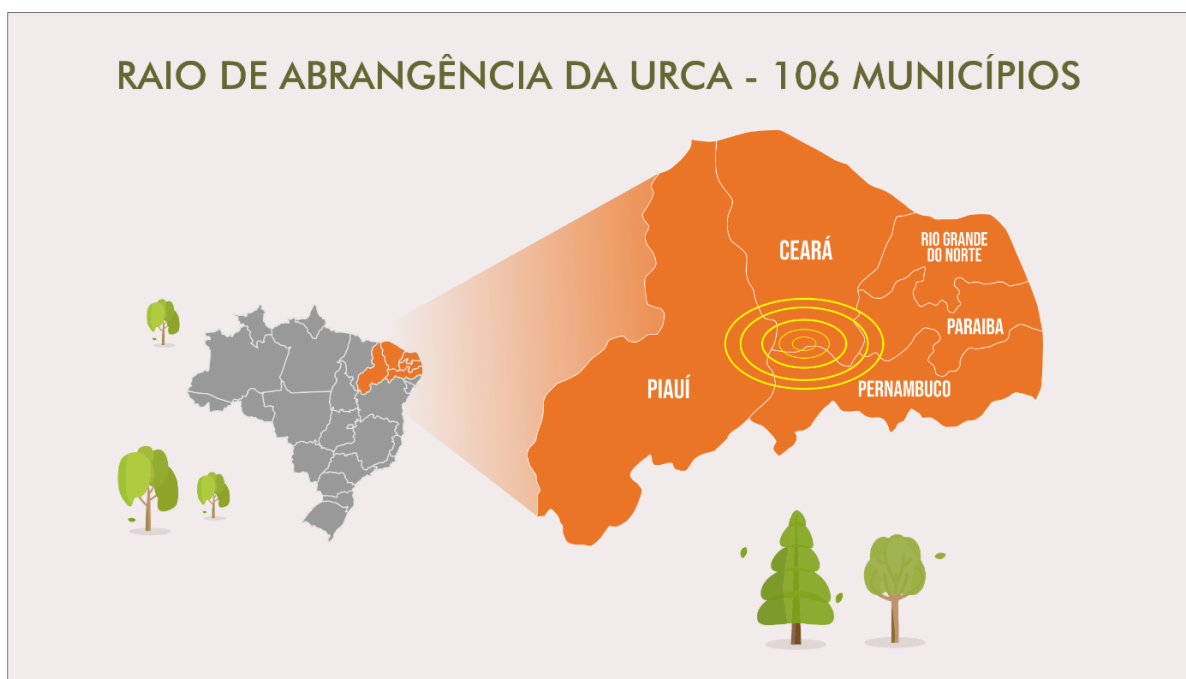 RAIO DE ABRANGÊNCIA DA URCA - 106 MUNICÍPIOS
CEARÁ
RIO GRANDE
DO NORTE
PARAIBA
PIAUÍ
PERNAMBUCO